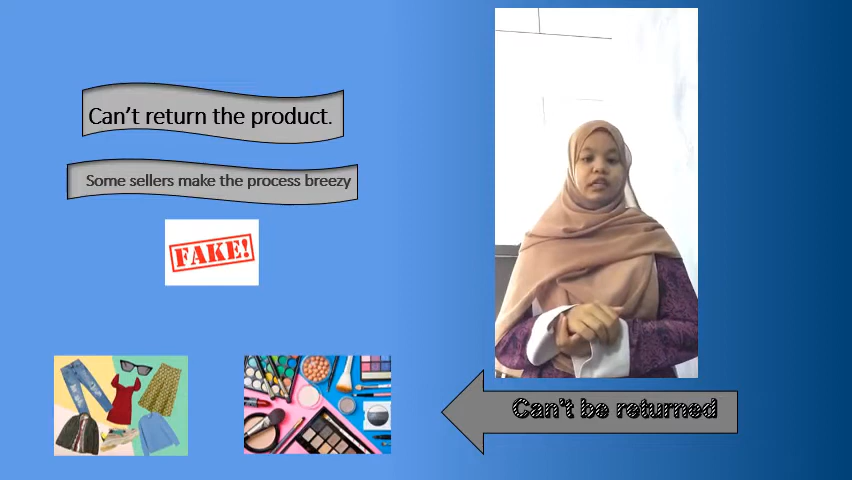 Can't return the product.
Some sellers make the process breezy
FAKE!
Can't be returned